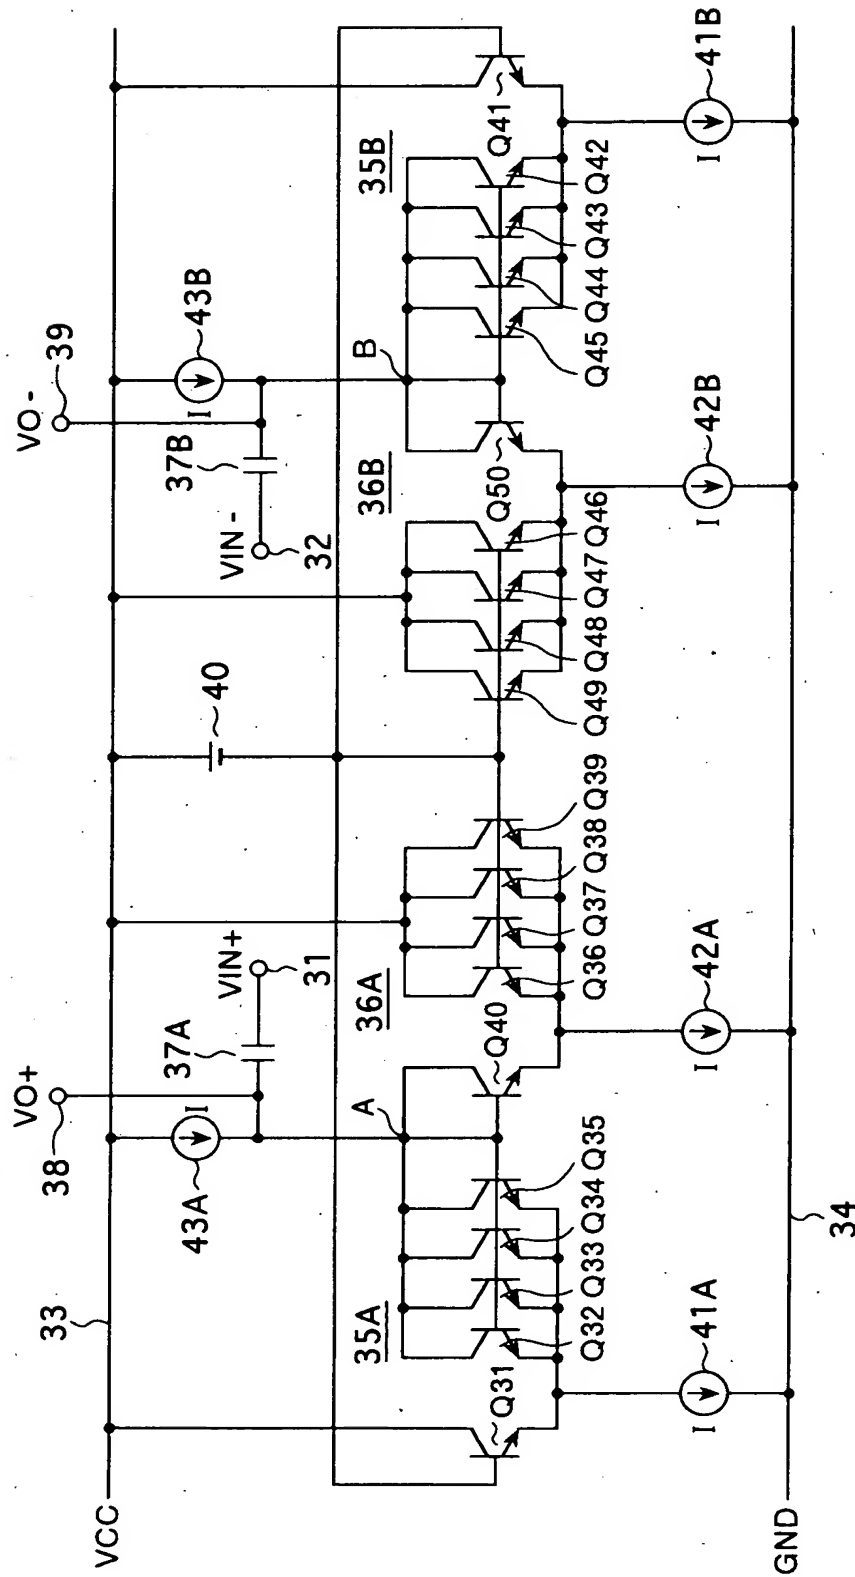 VO+
38
33
VCC
43A
I
37A
VIN+
31
A
35A
Q31
Q32
Q33
Q34
Q35
Q40
36A
Q36
Q37
Q38
Q39
40
I
41A
I
42A
GND
34
VO-
39
43B
I
37B
VIN-
32
B
36B
Q49
Q48
Q47
Q46
Q50
35B
Q45
Q44
Q43
Q42
Q41
I
42B
I
41B